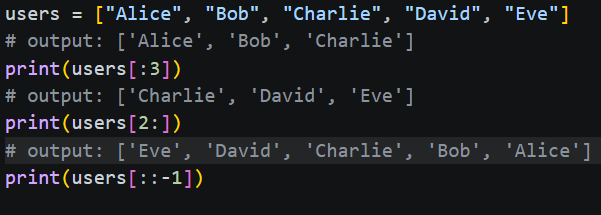 users = ["Alice", "Bob", "Charlie", "David", "Eve"]
# output: ['Alice', 'Bob', 'Charlie']
print(users[:3])
# output: ['Charlie', 'David', 'Eve']
print(users[2:])
# output: ['Eve', 'David', 'Charlie', 'Bob', 'Alice']
print(users[::-1])